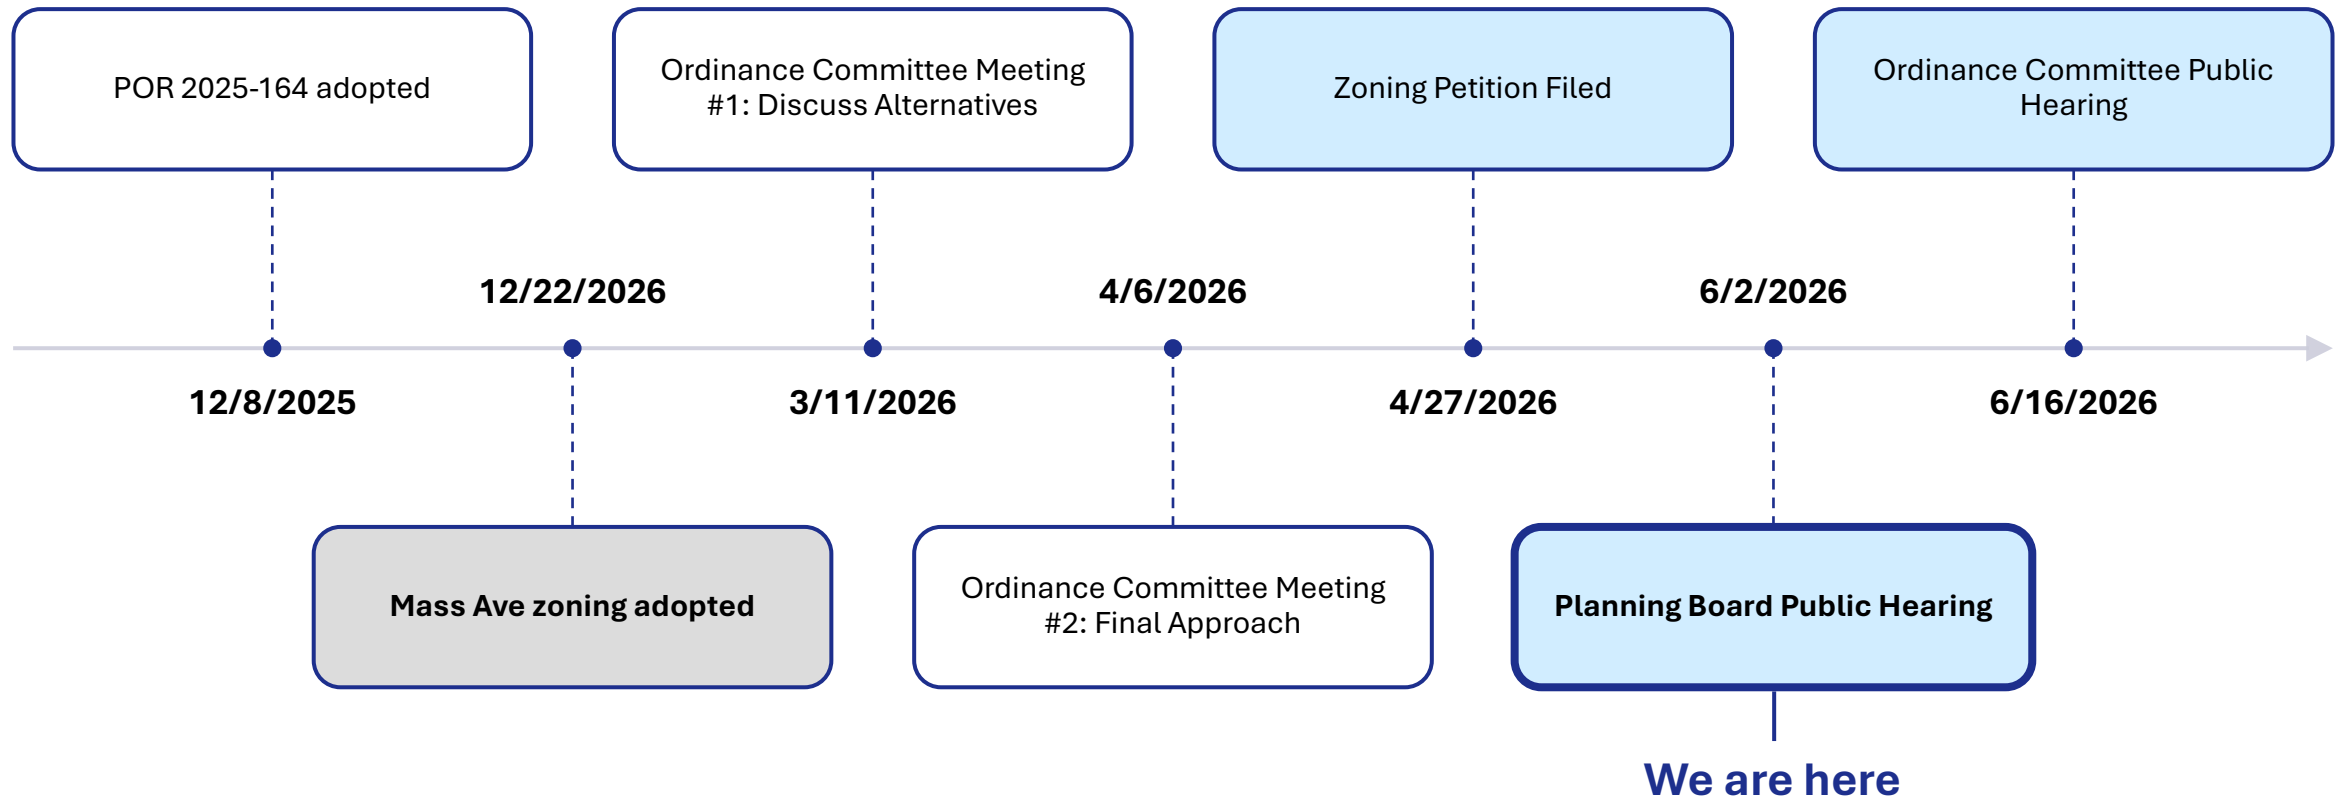 POR 2025-164 adopted
Ordinance Committee Meeting
#1: Discuss Alternatives
Zoning Petition Filed
Ordinance Committee Public
Hearing
12/22/2026
4/6/2026
6/2/2026
12/8/2025
3/11/2026
4/27/2026
6/16/2026
Mass Ave zoning adopted
Ordinance Committee Meeting
#2: Final Approach
Planning Board Public Hearing
We are here